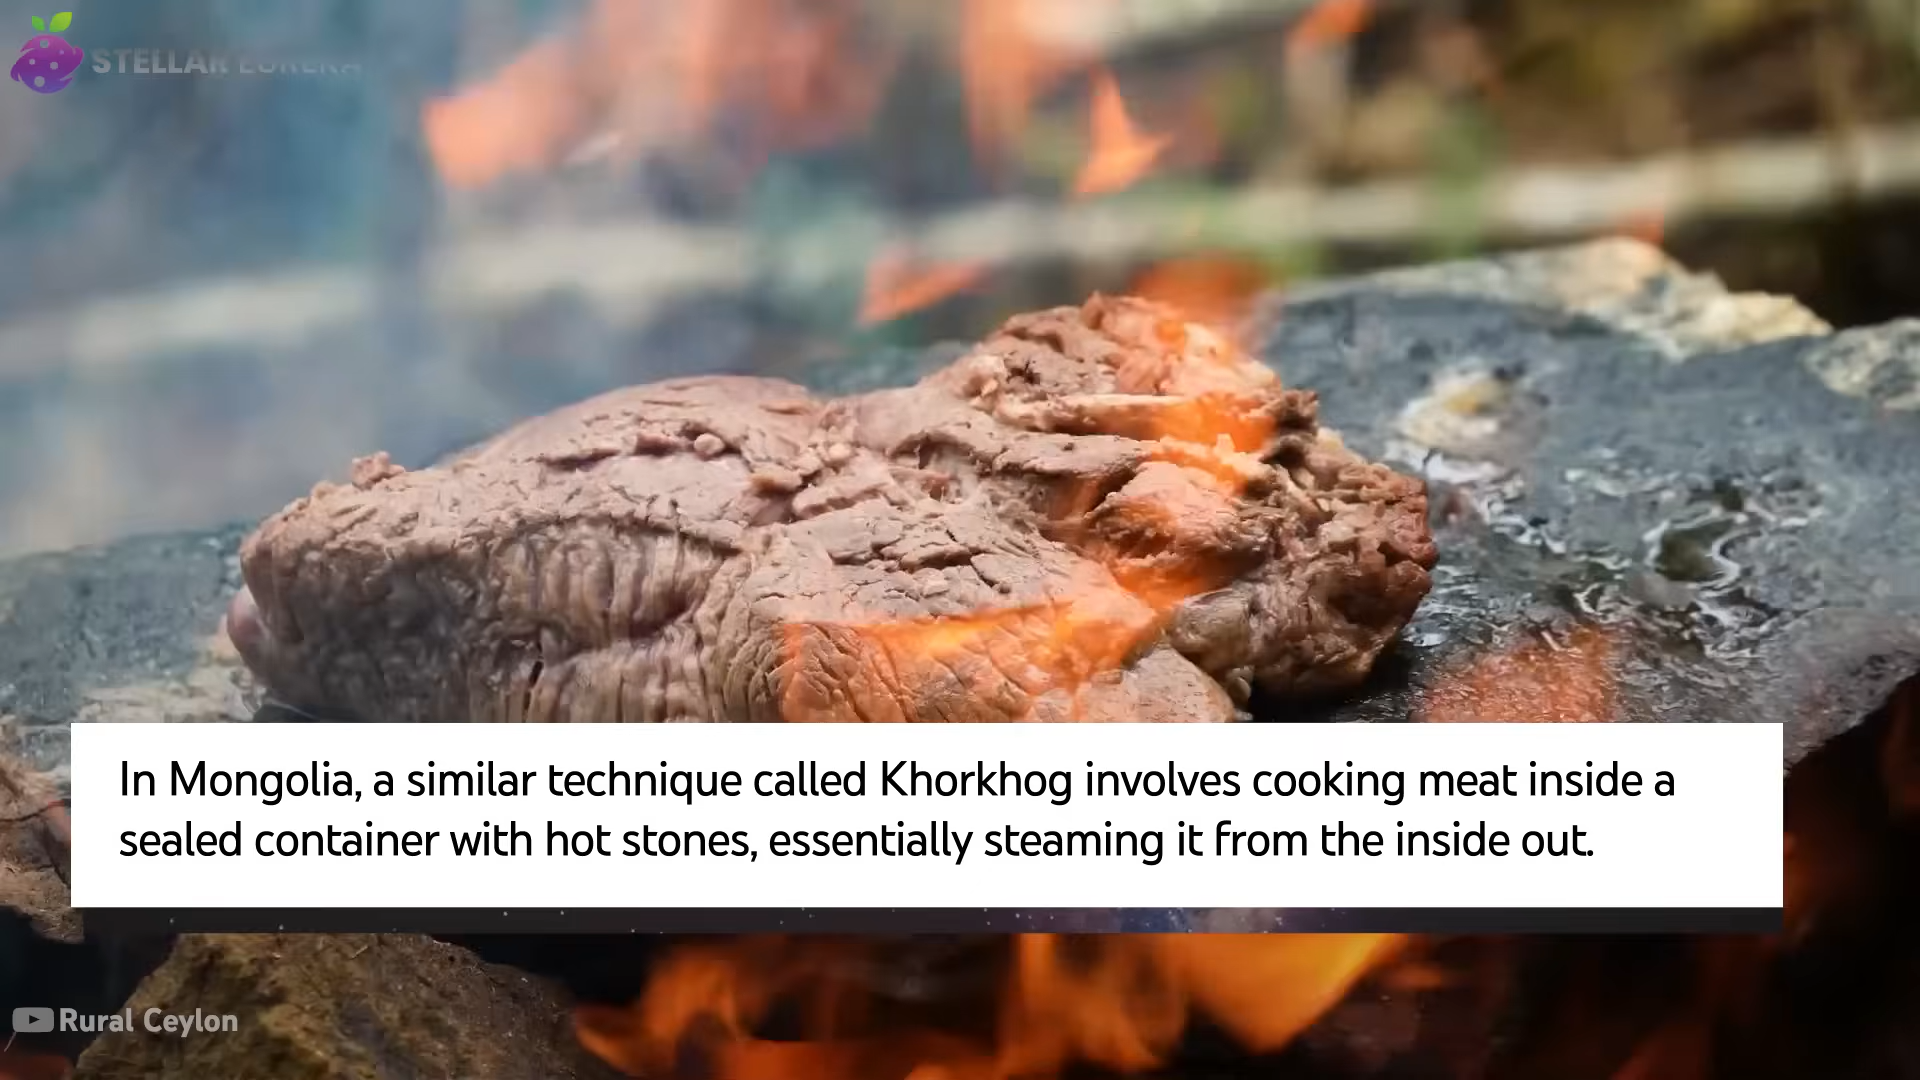 STELLAR EUREKA
In Mongolia, a similar technique called Khorkhog involves cooking meat inside a
sealed container with hot stones, essentially steaming it from the inside out.
Rural Ceylon